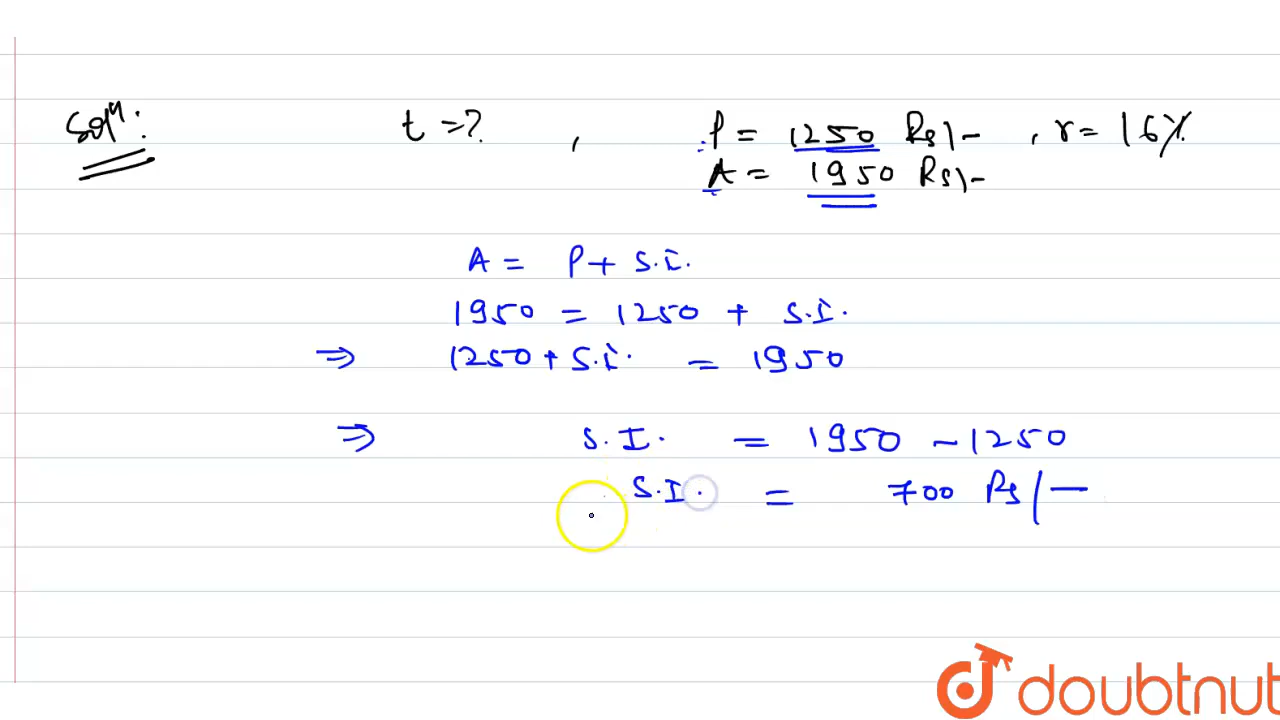 Solⁿ: t =? , P = 1250 Rs/- , r = 16%
A = 1950 Rs/-
A = P + S.I.
1950 = 1250 + S.I.
⇒ 1250 + S.I. = 1950
⇒ S.I. = 1950 - 1250
S.I. = 700 Rs/-
doubtnut